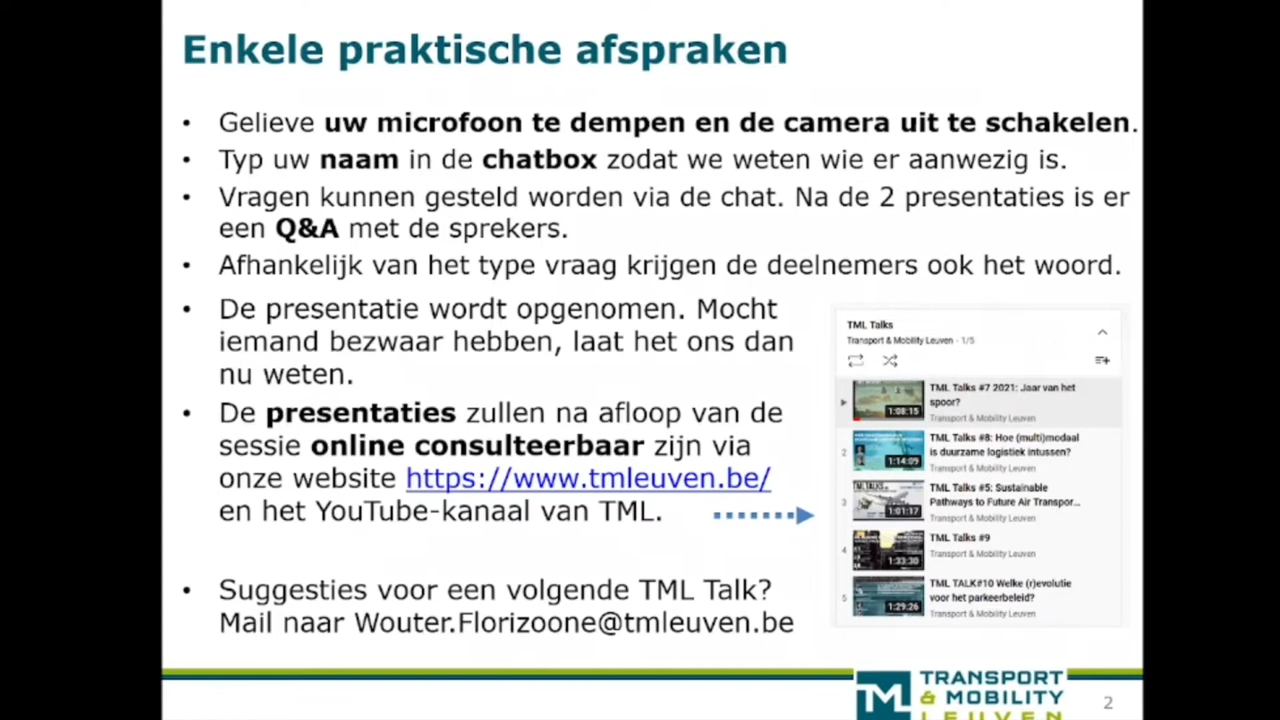 Enkele praktische afspraken
• Gelieve uw microfoon te dempen en de camera uit te schakelen.
• Typ uw naam in de chatbox zodat we weten wie er aanwezig is.
• Vragen kunnen gesteld worden via de chat. Na de 2 presentaties is er
een Q&A met de sprekers.
• Afhankelijk van het type vraag krijgen de deelnemers ook het woord.
• De presentatie wordt opgenomen. Mocht
iemand bezwaar hebben, laat het ons dan
nu weten.
• De presentaties zullen na afloop van de
sessie online consulteerbaar zijn via
onze website https://www.tmleuven.be/
en het YouTube-kanaal van TML.
• Suggesties voor een volgende TML Talk?
Mail naar Wouter.Florizoone@tmleuven.be
TML Talks
Transport & Mobility Leuven - 1/5
1:08:15
TML Talks #7 2021: Jaar van het
spoor?
Transport & Mobility Leuven
2
1:14:09
TML Talks #8: Hoe (multi)modaal
is duurzame logistiek intussen?
Transport & Mobility Leuven
3
TML TALKS
1:01:17
TML Talks #5: Sustainable
Pathways to Future Air Transpor...
Transport & Mobility Leuven
4
1:33:30
TML Talks #9
Transport & Mobility Leuven
5
1:29:26
TML TALK#10 Welke (r)evolutie
voor het parkeerbeleid?
Transport & Mobility Leuven
TML
TRANSPORT
& MOBILITY
LEUVEN
2